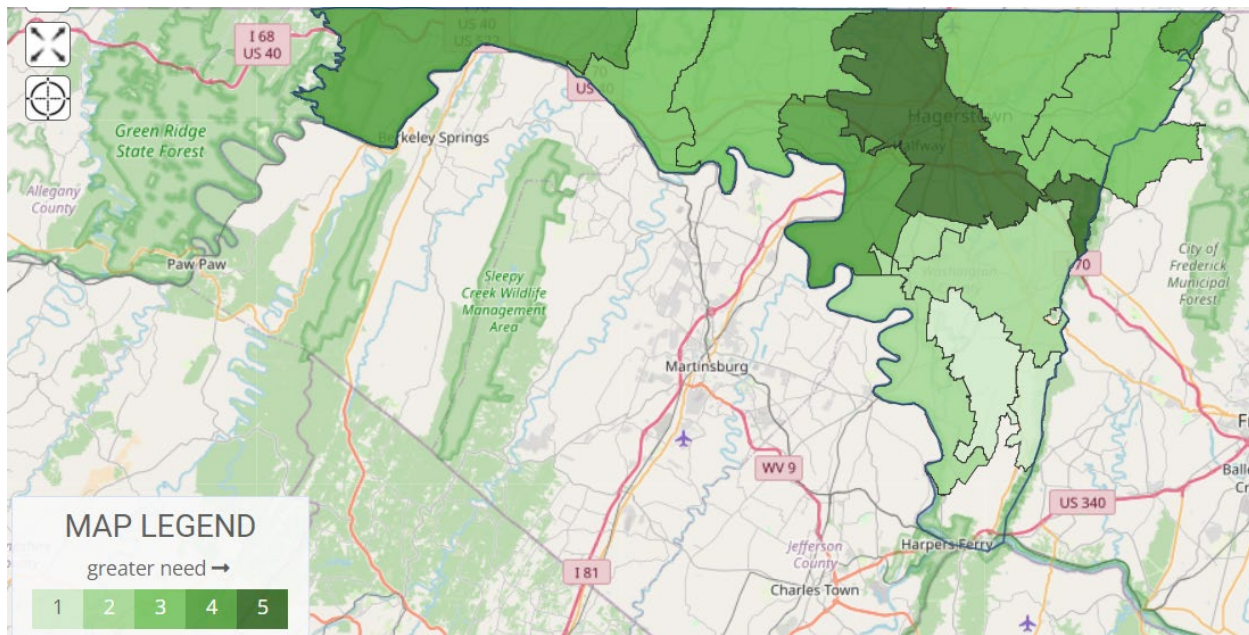 I 68
US 40
US 40
US 522
70
US 40
Green Ridge
State Forest
Berkeley Springs
Hagerstown
Halfway
Allegany
County
Paw Paw
Sleepy
Creek Wildlife
Management
Area
Washington
70
City of
Frederick
Municipal
Forest
Martinsburg
WV 9
US 340
Harpers Ferry
Jefferson
County
Charles Town
I 81
MAP LEGEND
greater need →
1 2 3 4 5